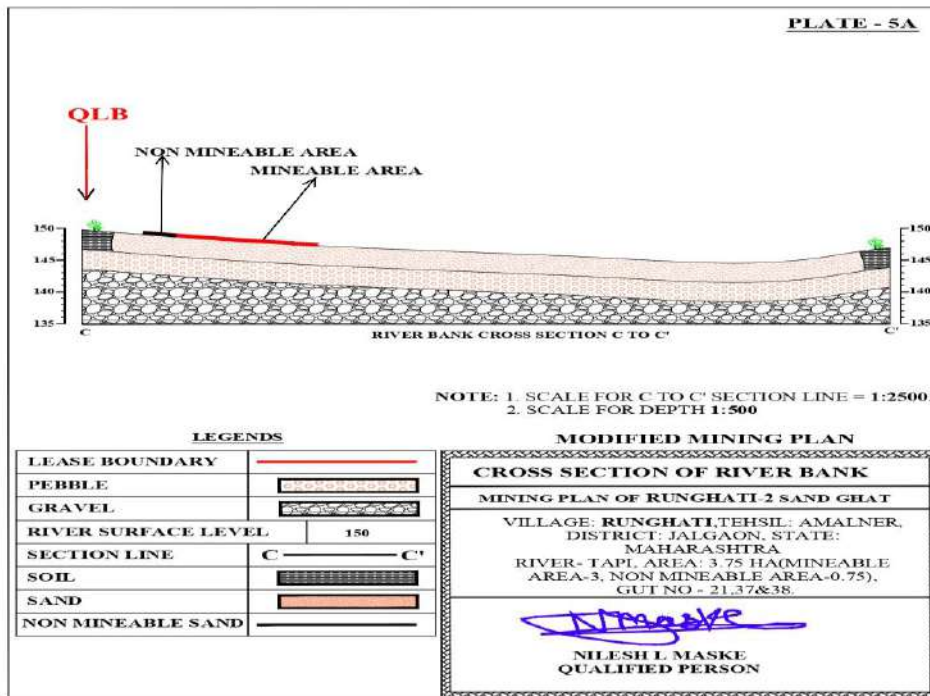 PLATE - 5A
QLB
NON MINEABLE AREA
MINEABLE AREA
150
145
140
135
150
145
140
135
C
RIVER BANK CROSS SECTION C TO C'
C'
NOTE: 1. SCALE FOR C TO C' SECTION LINE = 1:2500.
2. SCALE FOR DEPTH 1:500
LEGENDS
LEASE BOUNDARY
PEBBLE
GRAVEL
RIVER SURFACE LEVEL 150
SECTION LINE C C'
SOIL
SAND
NON MINEABLE SAND
MODIFIED MINING PLAN
CROSS SECTION OF RIVER BANK
MINING PLAN OF RUNGHATI-2 SAND GHAT
VILLAGE: RUNGHATI,TEHSIL: AMALNER,
DISTRICT: JALGAON, STATE:
MAHARASHTRA
RIVER- TAPI, AREA: 3.75 HA(MINEABLE
AREA-3, NON MINEABLE AREA-0.75),
GUT NO - 21,37&38.
NMaske
NILESH L MASKE
QUALIFIED PERSON